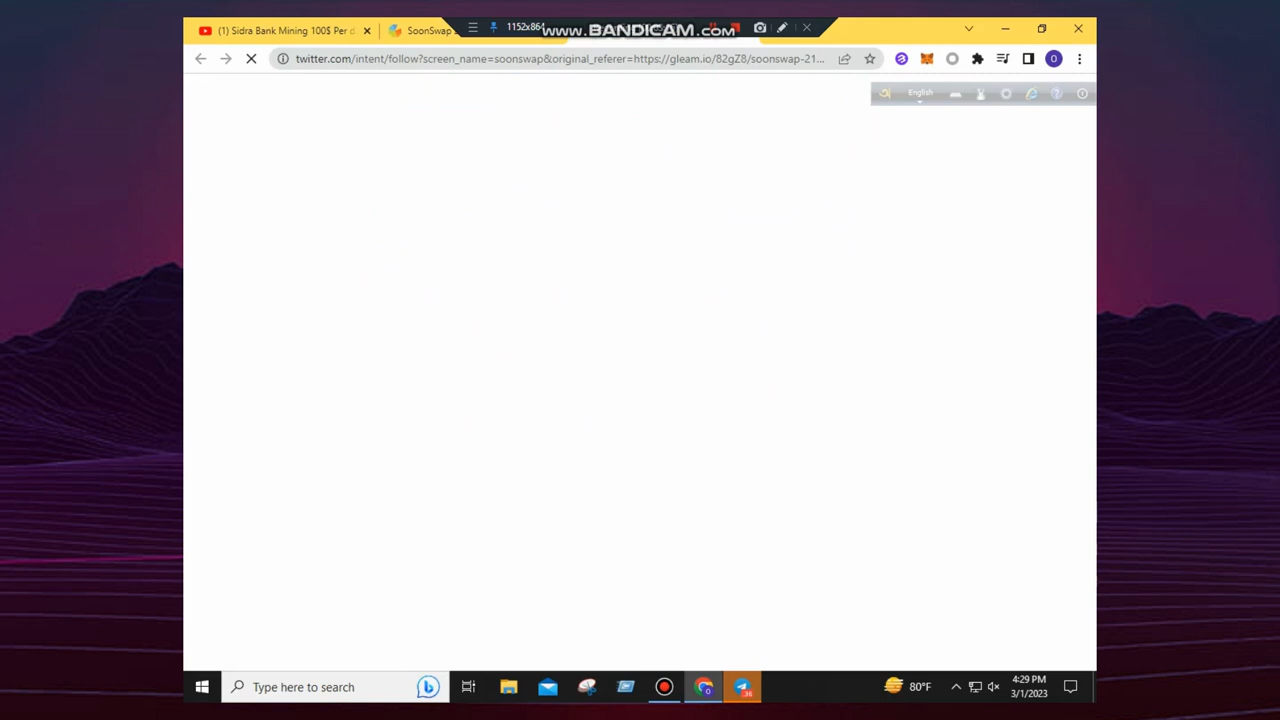 (1) Sidra Bank Mining 100$ Per d
SoonSwap
1152x864
www.BANDICAM.com
twitter.com/intent/follow?screen_name=soonswap&original_referer=https://gleam.io/82gZ8/soonswap-21...
O
English
Type here to search
36
80°F
4:29 PM
3/1/2023